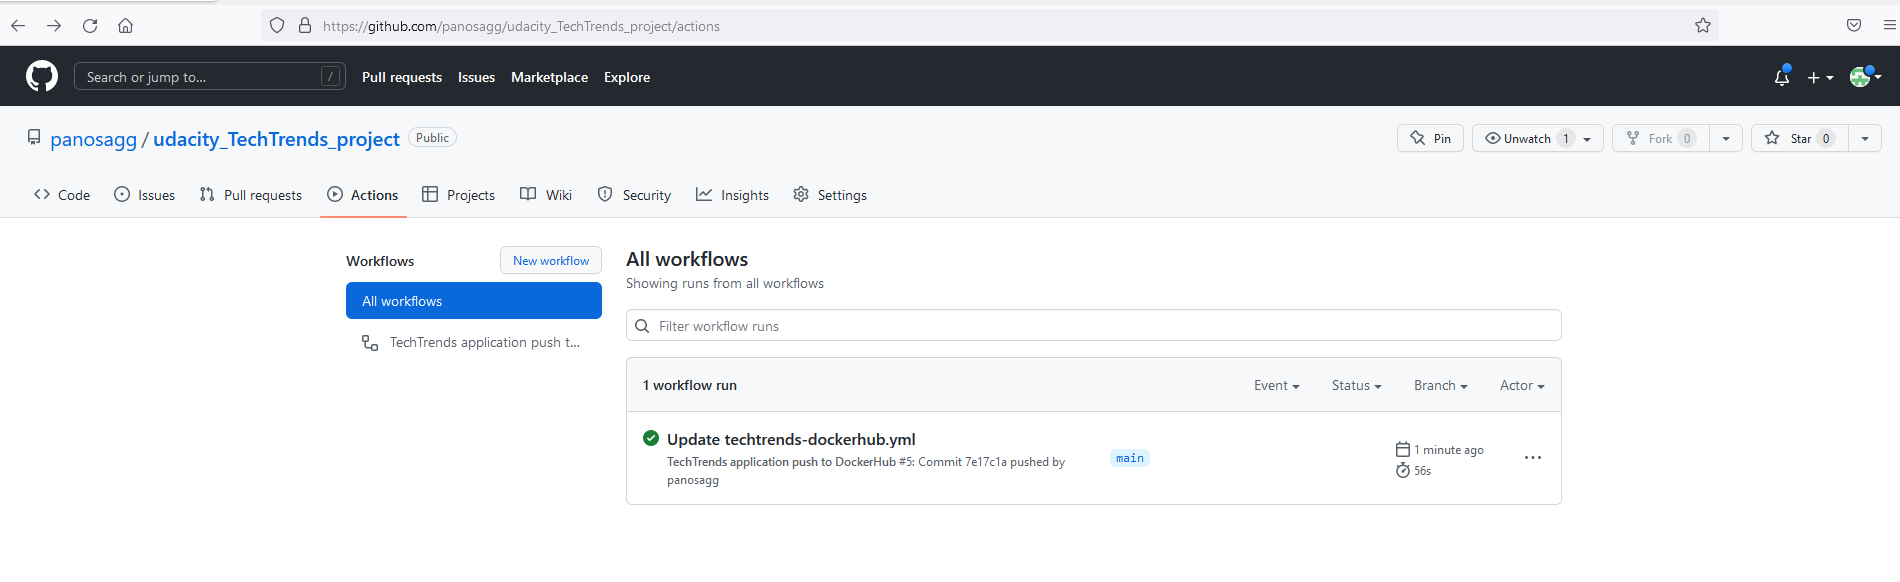 https://github.com/panosagg/udacity_TechTrends_project/actions
Search or jump to... / Pull requests Issues Marketplace Explore
panosagg / udacity_TechTrends_project Public Pin Unwatch 1 Fork 0 Star 0
Code Issues Pull requests Actions Projects Wiki Security Insights Settings
Workflows New workflow
All workflows
TechTrends application push t...
All workflows
Showing runs from all workflows
Filter workflow runs
1 workflow run Event Status Branch Actor
Update techtrends-dockerhub.yml
TechTrends application push to DockerHub #5: Commit 7e17c1a pushed by
panosagg
main
1 minute ago
56s